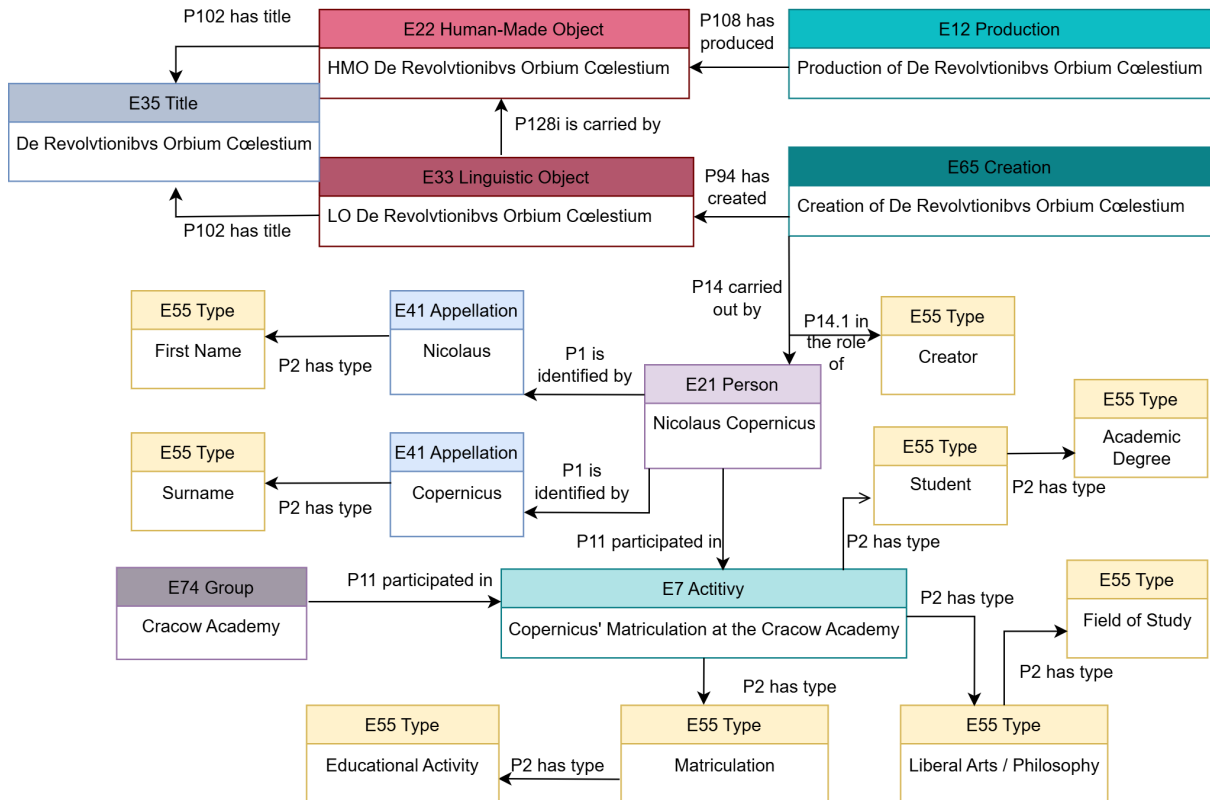 P102 has title
E22 Human-Made Object
HMO De Revolvtionibvs Orbium Cœlestium
P108 has
produced
E12 Production
Production of De Revolvtionibvs Orbium Cœlestium
E35 Title
De Revolvtionibvs Orbium Cœlestium
P128i is carried by
E33 Linguistic Object
LO De Revolvtionibvs Orbium Cœlestium
P94 has
created
E65 Creation
Creation of De Revolvtionibvs Orbium Cœlestium
P102 has title
P14 carried
out by
P14.1 in
the role
of
E55 Type
Creator
E55 Type
First Name
P2 has type
E41 Appellation
Nicolaus
P1 is
identified by
E21 Person
Nicolaus Copernicus
E55 Type
Academic
Degree
E55 Type
Surname
P2 has type
E41 Appellation
Copernicus
P1 is
identified by
E55 Type
Student
P2 has type
P11 participated in
P2 has type
E74 Group
Cracow Academy
P11 participated in
E7 Actitivy
Copernicus' Matriculation at the Cracow Academy
P2 has type
E55 Type
Field of Study
P2 has type
P2 has type
E55 Type
Educational Activity
P2 has type
E55 Type
Matriculation
E55 Type
Liberal Arts / Philosophy